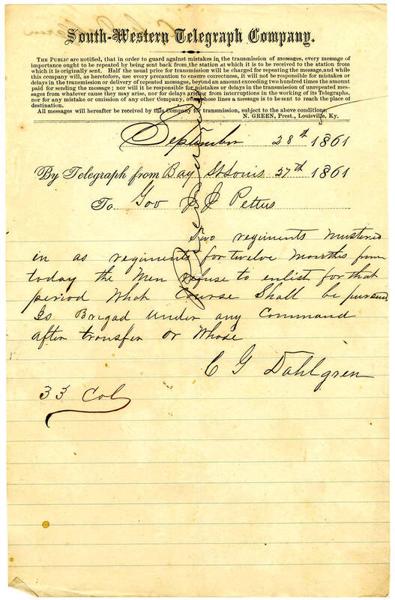 South-Western Telegraph Company.
THE PUBLIC are notified, that in order to guard against mistakes in the transmission of messages, every message of
importance ought to be repeated by being sent back from the station at which it is to be received to the station from
which it is originally sent. Half the usual price for transmission will be charged for repeating the message, and while
this company will, as heretofore, use every precaution to ensure correctness, it will not be responsible for mistakes or
delays in the transmission or delivery of repeated messages, beyond an amount exceeding two hundred times the amount
paid for sending the message; nor will it be responsible for mistakes or delays in the transmission of unrepeated messages
from whatever cause they may arise, nor for delays arising from interruptions in the working of its Telegraphs,
nor for any mistake or omission of any other Company, over whose lines a message is to be sent to reach the place of
destination.
All messages will hereafter be received by this company for transmission, subject to the above conditions.
N. GREEN, Prest., Louisville, Ky.
September 28th 1861
By Telegraph from Bay St Louis 27th 1861
To Gov J J Pettus
Two regiments mustered
in as regiments for twelve months from
today the men refuse to enlist for that
period What Course Shall be pursued
Is Brigad under any Command
after transfer or whose
C G Dahlgren
33 Col